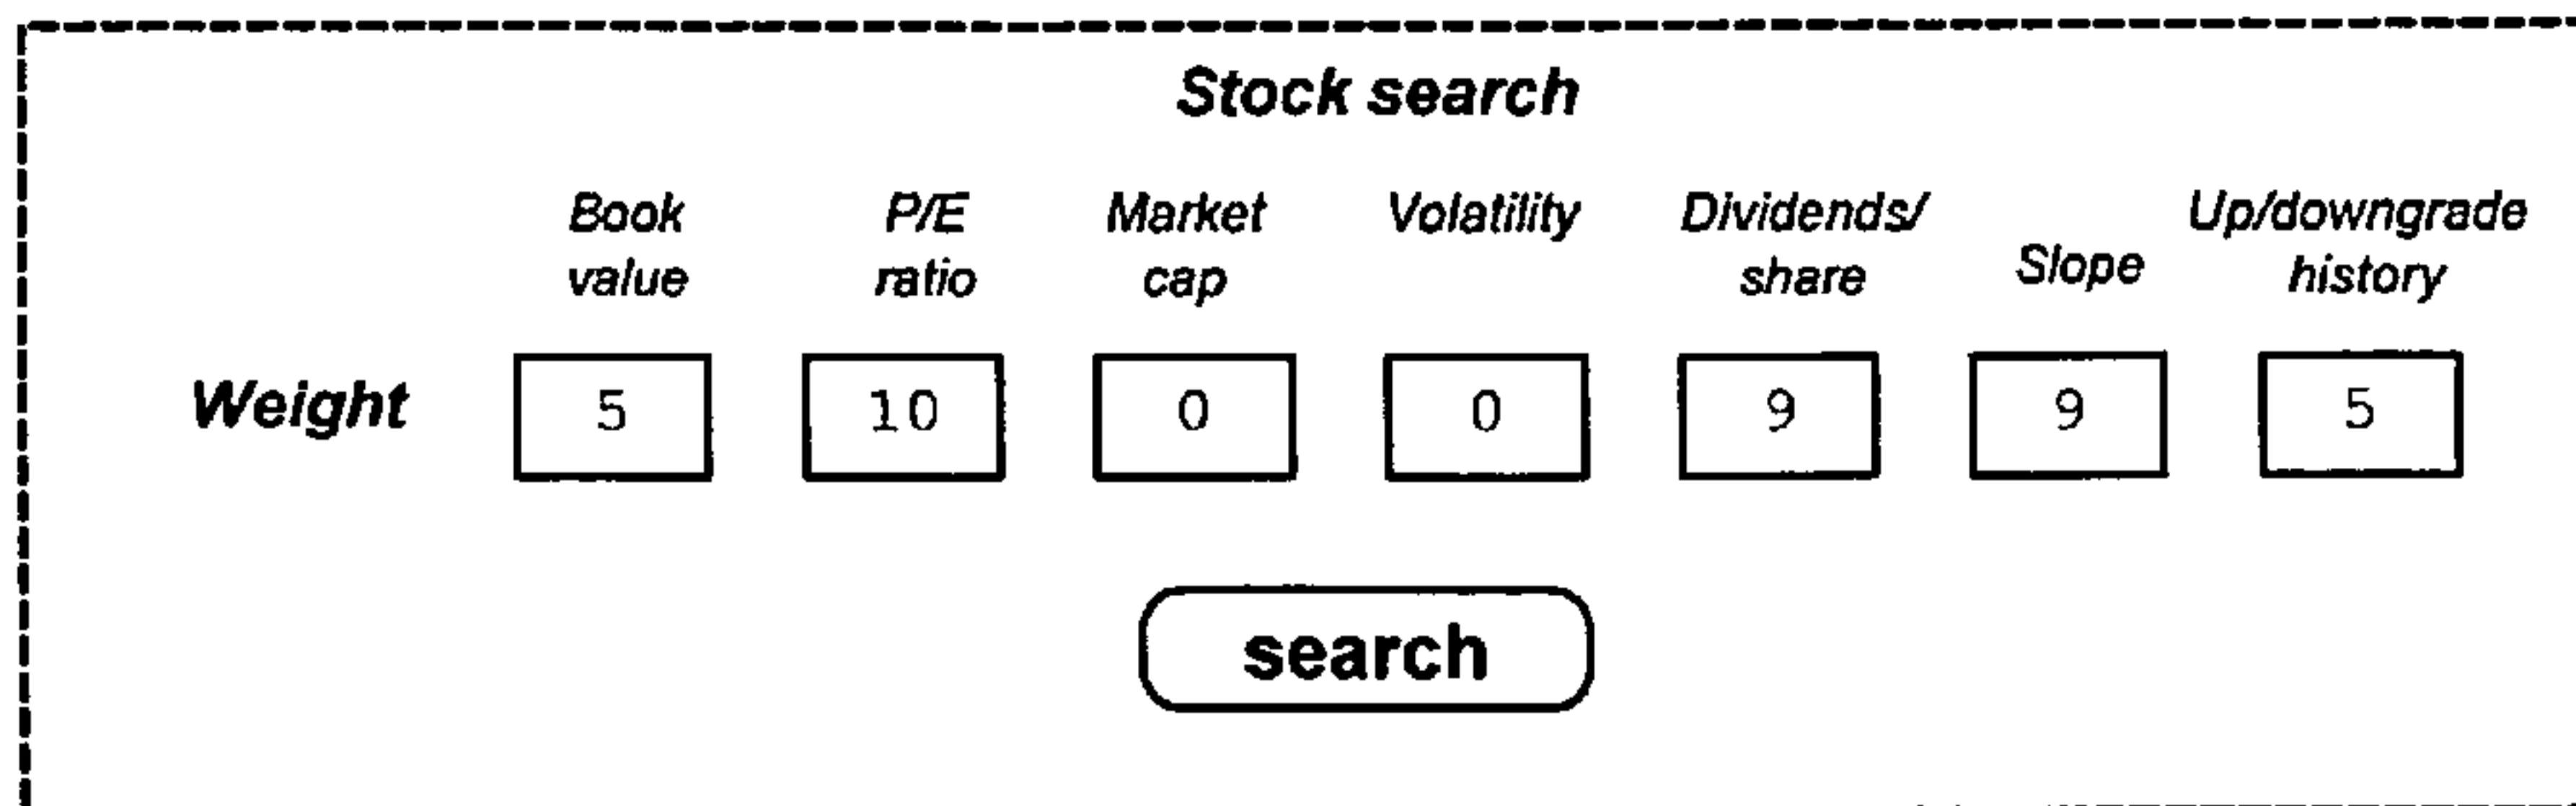 Stock search
Book value
P/E ratio
Market cap
Volatility
Dividends/ share
Slope
Up/downgrade history
Weight 5 10 0 0 9 9 5
search